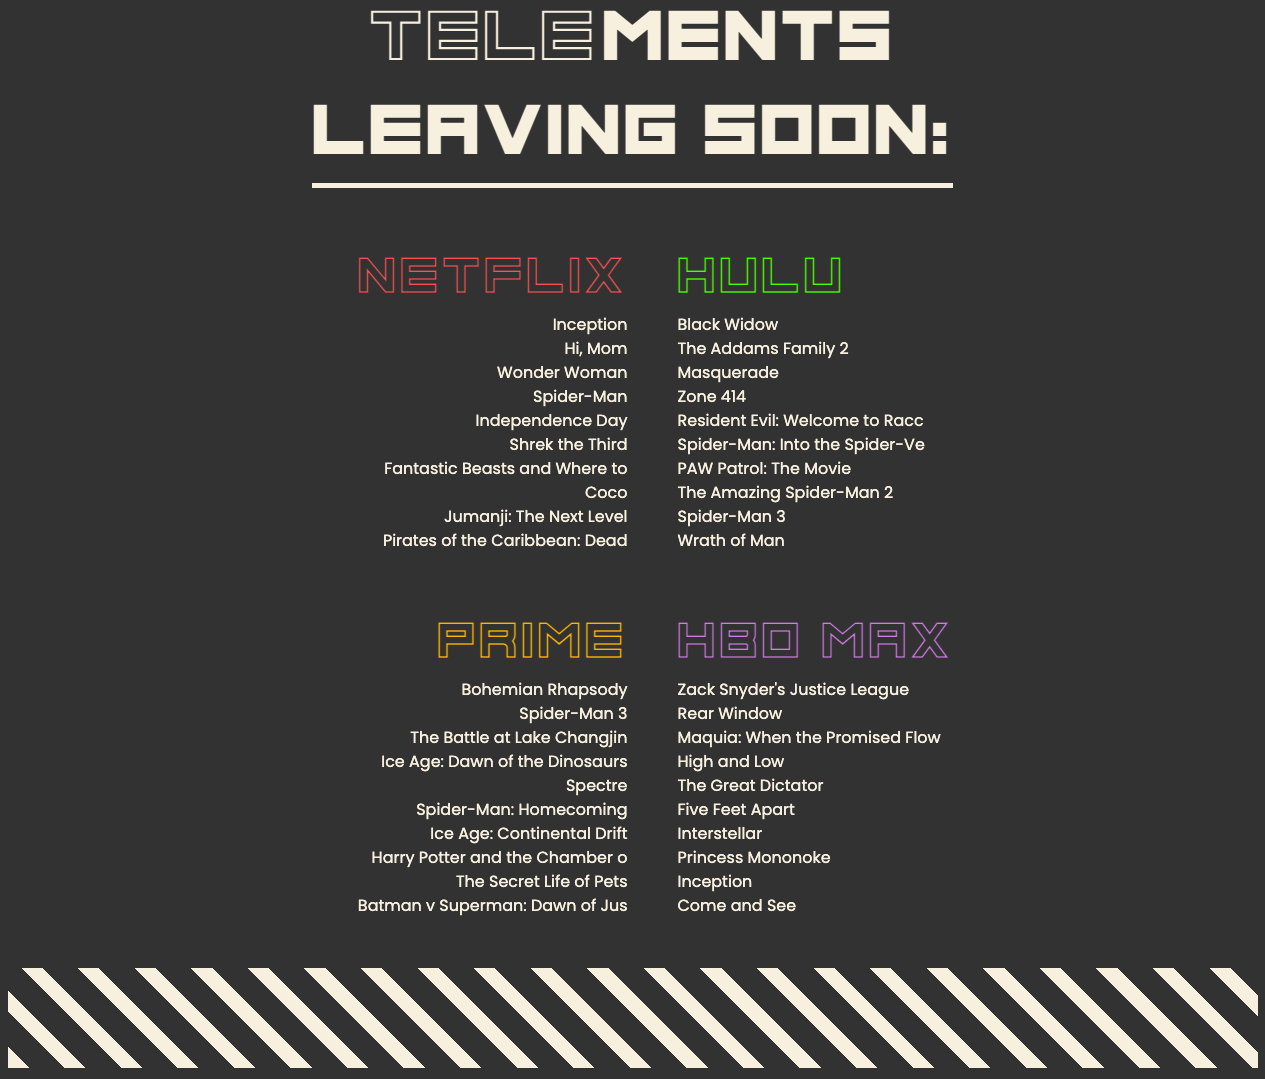 TELEMENTS
LEAVING SOON:
NETFLIX
Inception
Hi, Mom
Wonder Woman
Spider-Man
Independence Day
Shrek the Third
Fantastic Beasts and Where to
Coco
Jumanji: The Next Level
Pirates of the Caribbean: Dead
HULU
Black Widow
The Addams Family 2
Masquerade
Zone 414
Resident Evil: Welcome to Racc
Spider-Man: Into the Spider-Ve
PAW Patrol: The Movie
The Amazing Spider-Man 2
Spider-Man 3
Wrath of Man
PRIME
Bohemian Rhapsody
Spider-Man 3
The Battle at Lake Changjin
Ice Age: Dawn of the Dinosaurs
Spectre
Spider-Man: Homecoming
Ice Age: Continental Drift
Harry Potter and the Chamber o
The Secret Life of Pets
Batman v Superman: Dawn of Jus
HBO MAX
Zack Snyder's Justice League
Rear Window
Maquia: When the Promised Flow
High and Low
The Great Dictator
Five Feet Apart
Interstellar
Princess Mononoke
Inception
Come and See